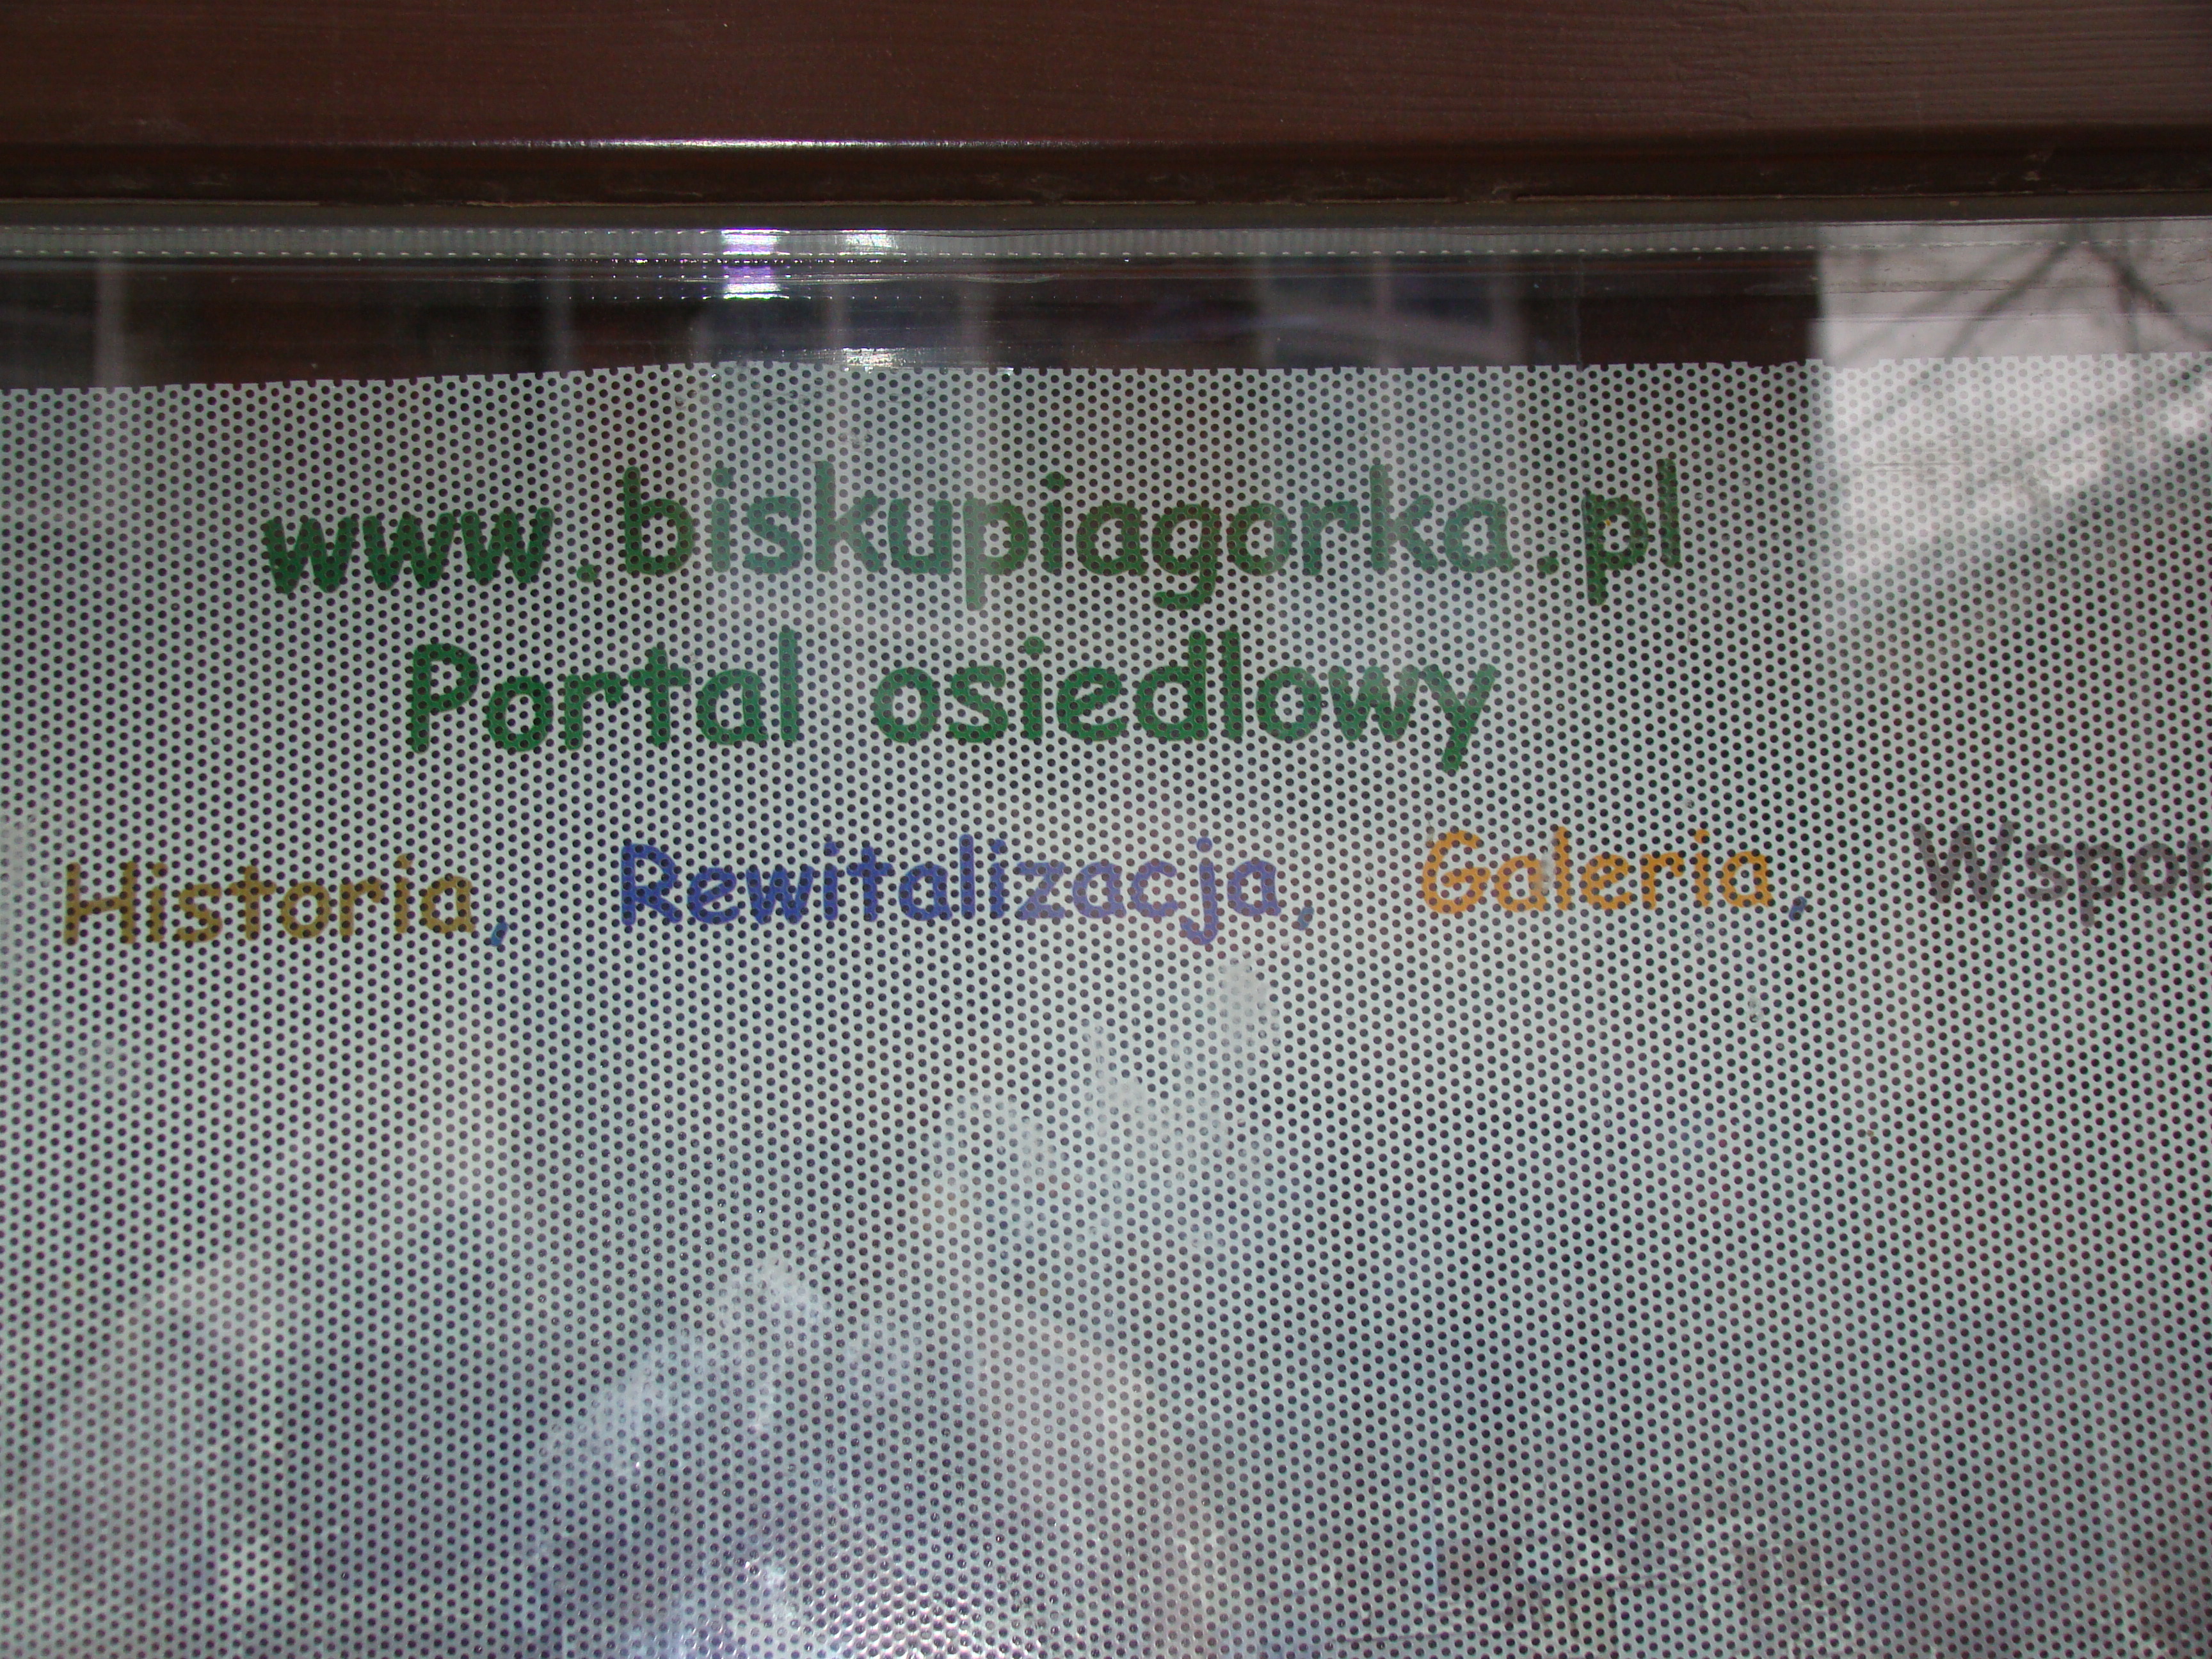 www.biskupiagorka.pl
Portal osiedlowy
Historia, Rewitalizacja, Galeria,